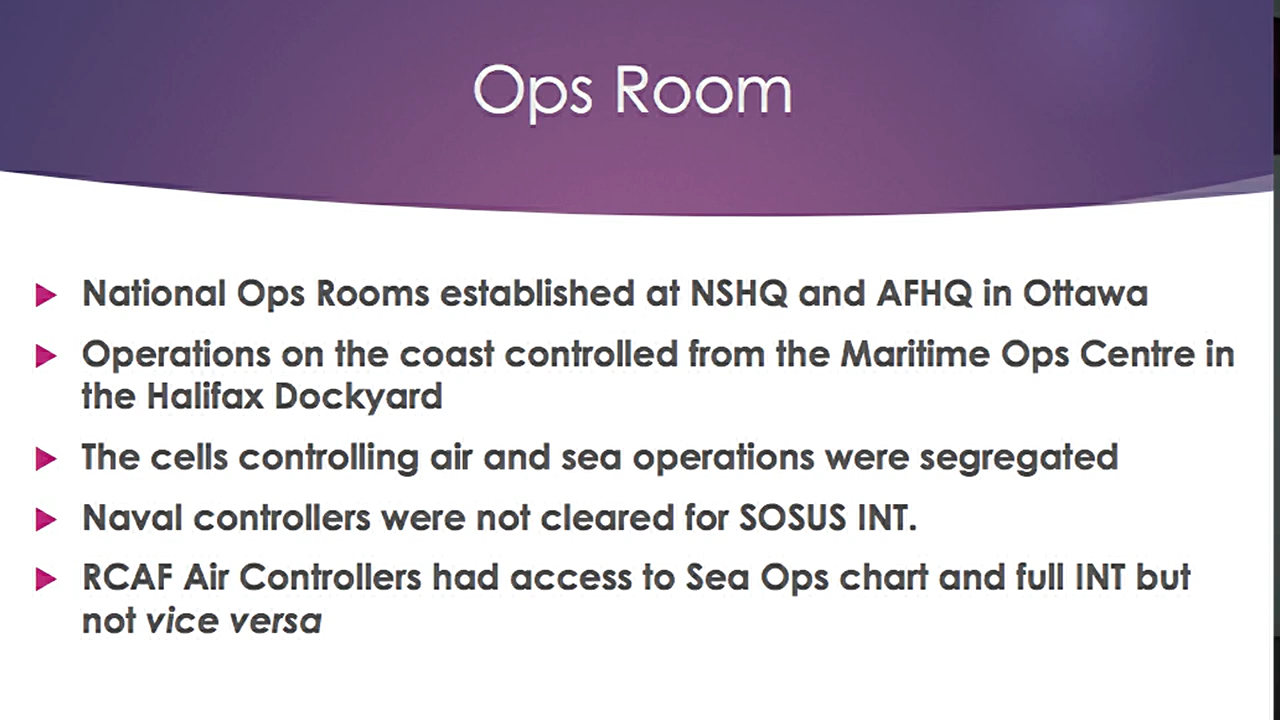 Ops Room
National Ops Rooms established at NSHQ and AFHQ in Ottawa
Operations on the coast controlled from the Maritime Ops Centre in
the Halifax Dockyard
The cells controlling air and sea operations were segregated
Naval controllers were not cleared for SOSUS INT.
RCAF Air Controllers had access to Sea Ops chart and full INT but
not vice versa